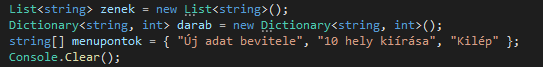 List<string> zenek = new List<string>();
Dictionary<string, int> darab = new Dictionary<string, int>();
string[] menupontok = { "Új adat bevitele", "10 hely kiírása", "Kilép" };
Console.Clear();